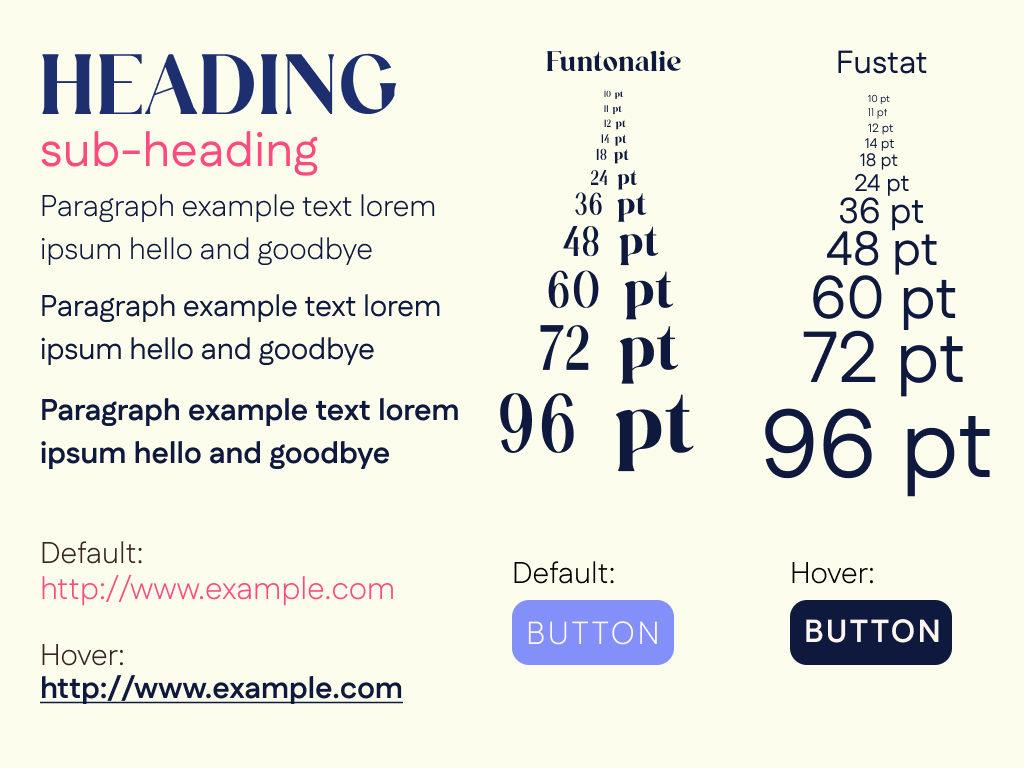 HEADING
sub-heading
Paragraph example text lorem
ipsum hello and goodbye
Paragraph example text lorem
ipsum hello and goodbye
Paragraph example text lorem
ipsum hello and goodbye
Default:
http://www.example.com
Hover:
http://www.example.com
Funtonalie
10 pt
11 pt
12 pt
14 pt
18 pt
24 pt
36 pt
48 pt
60 pt
72 pt
96 pt
Fustat
10 pt
11 pt
12 pt
14 pt
18 pt
24 pt
36 pt
48 pt
60 pt
72 pt
96 pt
Default:
BUTTON
Hover:
BUTTON